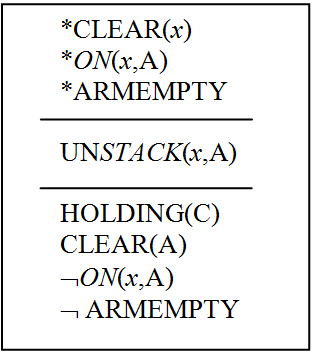 *CLEAR(x)
*ON(x,A)
*ARMEMPTY
UNSTACK(x,A)
HOLDING(C)
CLEAR(A)
¬ON(x,A)
¬ ARMEMPTY